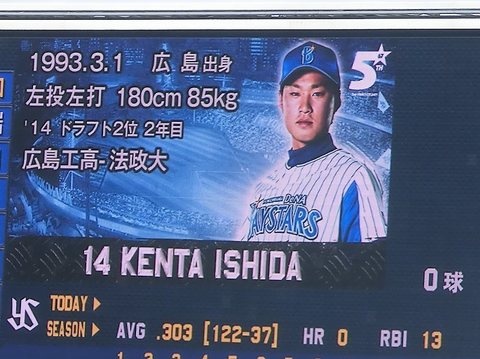 1993.3.1 広島出身
左投左打 180cm 85kg
'14 ドラフト2位 2年目
広島工高-法政大
B
5TH
DeNA
BAYSTARS
14 KENTA ISHIDA
0球
YS
TODAY ▶
SEASON ▶ AVG .303 [122-37] HR 0 RBI 13